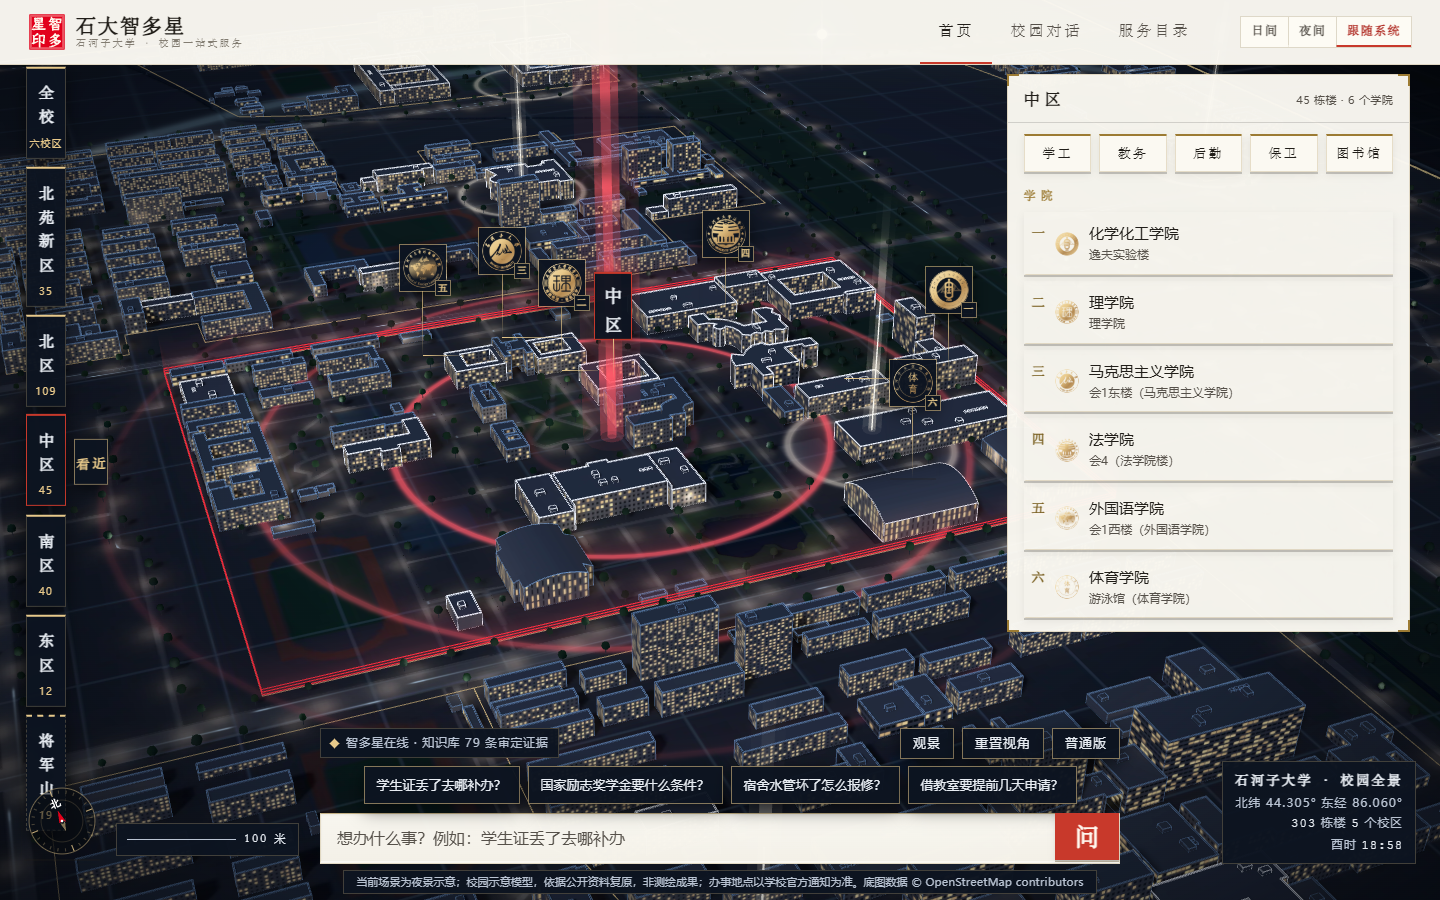 星智
印多
石大智多星
石河子大学 · 校园一站式服务
首页
校园对话
服务目录
日间
夜间
跟随系统
全校
六校区
北苑新区
35
北区
109
中区
45
看近
南区
40
东区
12
将军山
19
北
100 米
五
三
二
四
一
体育
六
中区
中区
45 栋楼 · 6 个学院
学工
教务
后勤
保卫
图书馆
学院
一
化学化工学院
逸夫实验楼
二
理学院
理学院
三
马克思主义学院
会1东楼（马克思主义学院）
四
法学院
会4（法学院楼）
五
外国语学院
会1西楼（外国语学院）
六
体育学院
游泳馆（体育学院）
智多星在线 · 知识库 79 条审定证据
观景
重置视角
普通版
学生证丢了去哪补办？
国家励志奖学金要什么条件？
宿舍水管坏了怎么报修？
借教室要提前几天申请？
想办什么事？例如：学生证丢了去哪补办
问
当前场景为夜景示意；校园示意模型，依据公开资料复原，非测绘成果；办事地点以学校官方通知为准。底图数据 © OpenStreetMap contributors
石河子大学 · 校园全景
北纬 44.305° 东经 86.060°
303 栋楼 5 个校区
酉时 18:58